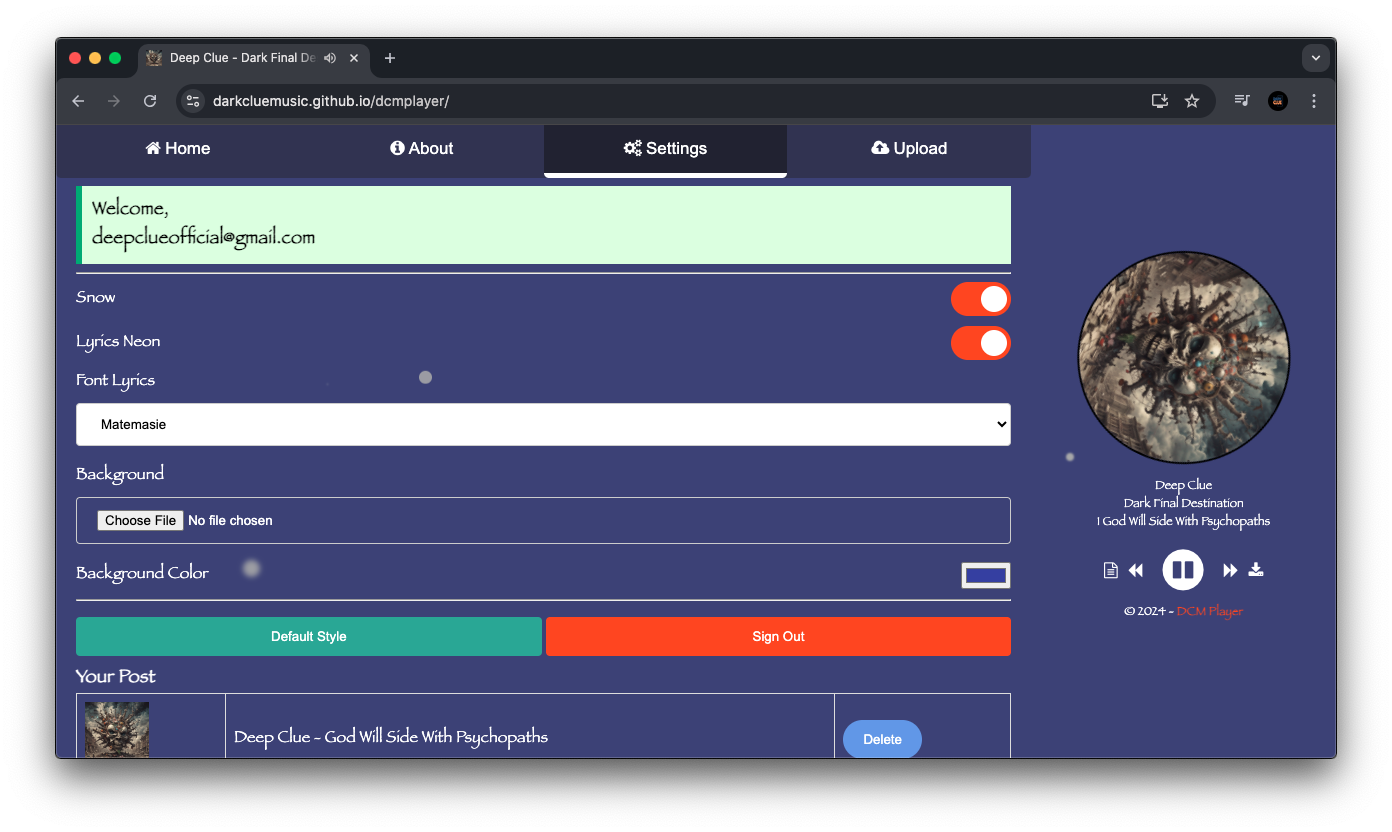 Deep Clue - Dark Final De
darkcluemusic.github.io/dcmplayer/
Home
About
Settings
Upload
Welcome,
deepclueofficial@gmail.com
Snow
Lyrics Neon
Font Lyrics
Matemasie
Background
Choose File No file chosen
Background Color
Default Style
Sign Out
Your Post
Deep Clue - God Will Side With Psychopaths
Delete
Deep Clue
Dark Final Destination
1 God Will Side With Psychopaths
© 2024 - DCM Player